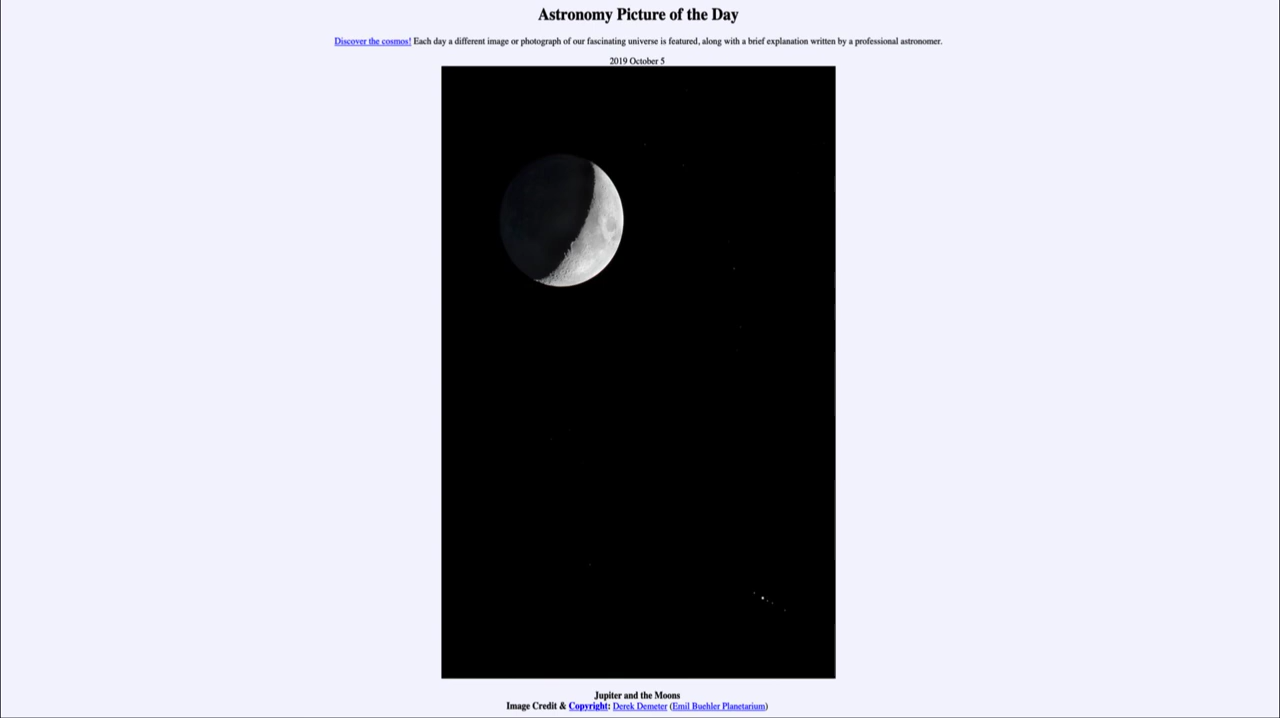 Astronomy Picture of the Day
Discover the cosmos! Each day a different image or photograph of our fascinating universe is featured, along with a brief explanation written by a professional astronomer.
2019 October 5
Jupiter and the Moons
Image Credit & Copyright: Derek Demeter (Emil Buehler Planetarium)